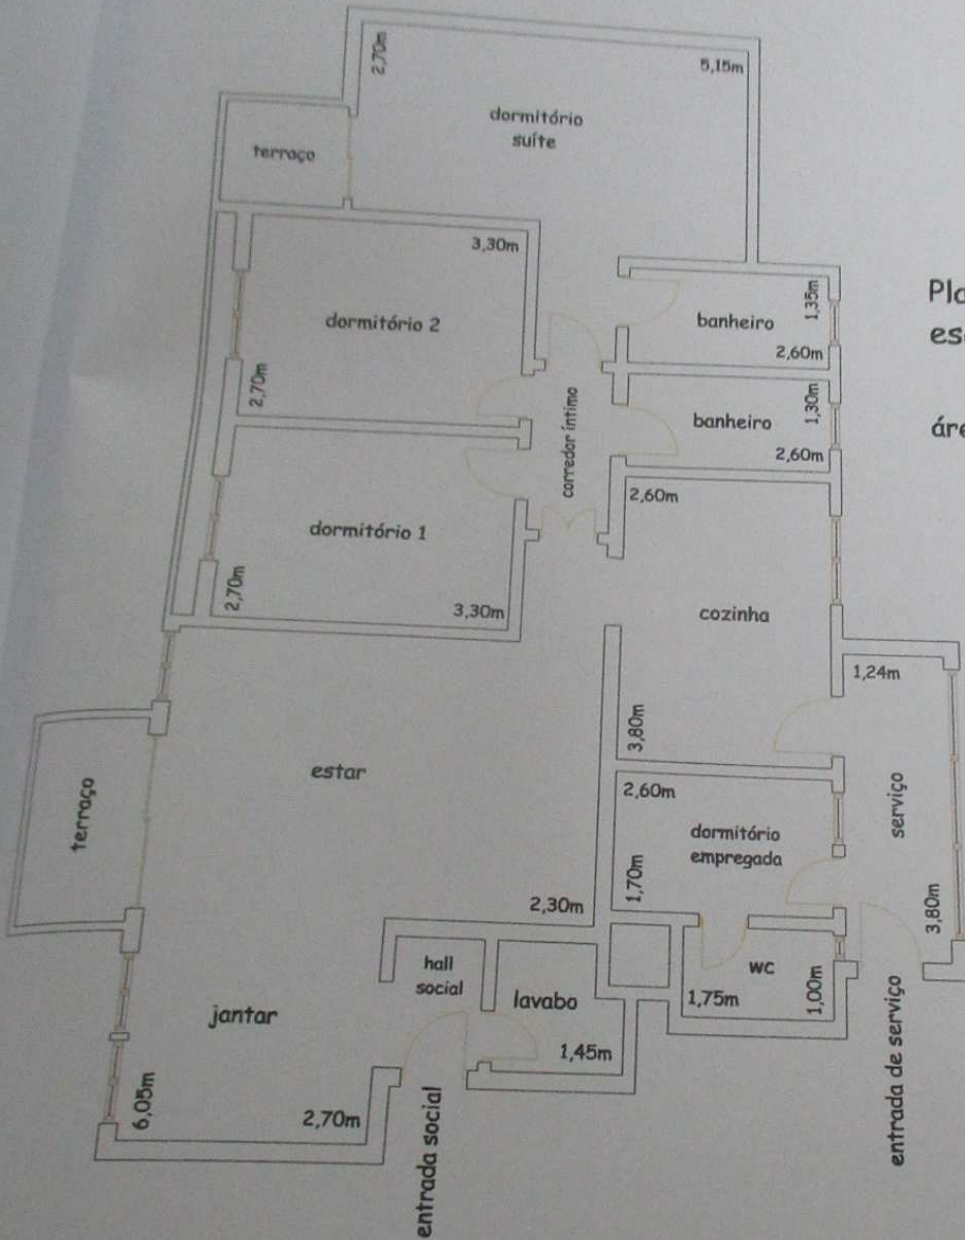 2,70m
5,15m
dormitório
suíte
terraço
3,30m
dormitório 2
2,70m
banheiro
1,35m
2,60m
banheiro
1,30m
2,60m
corredor íntimo
2,60m
dormitório 1
2,70m
3,30m
cozinha
3,80m
1,24m
terraço
estar
2,60m
dormitório
empregada
1,70m
serviço
3,80m
2,30m
hall
social
lavabo
1,45m
wc
1,75m
1,00m
jantar
6,05m
2,70m
entrada social
entrada de serviço